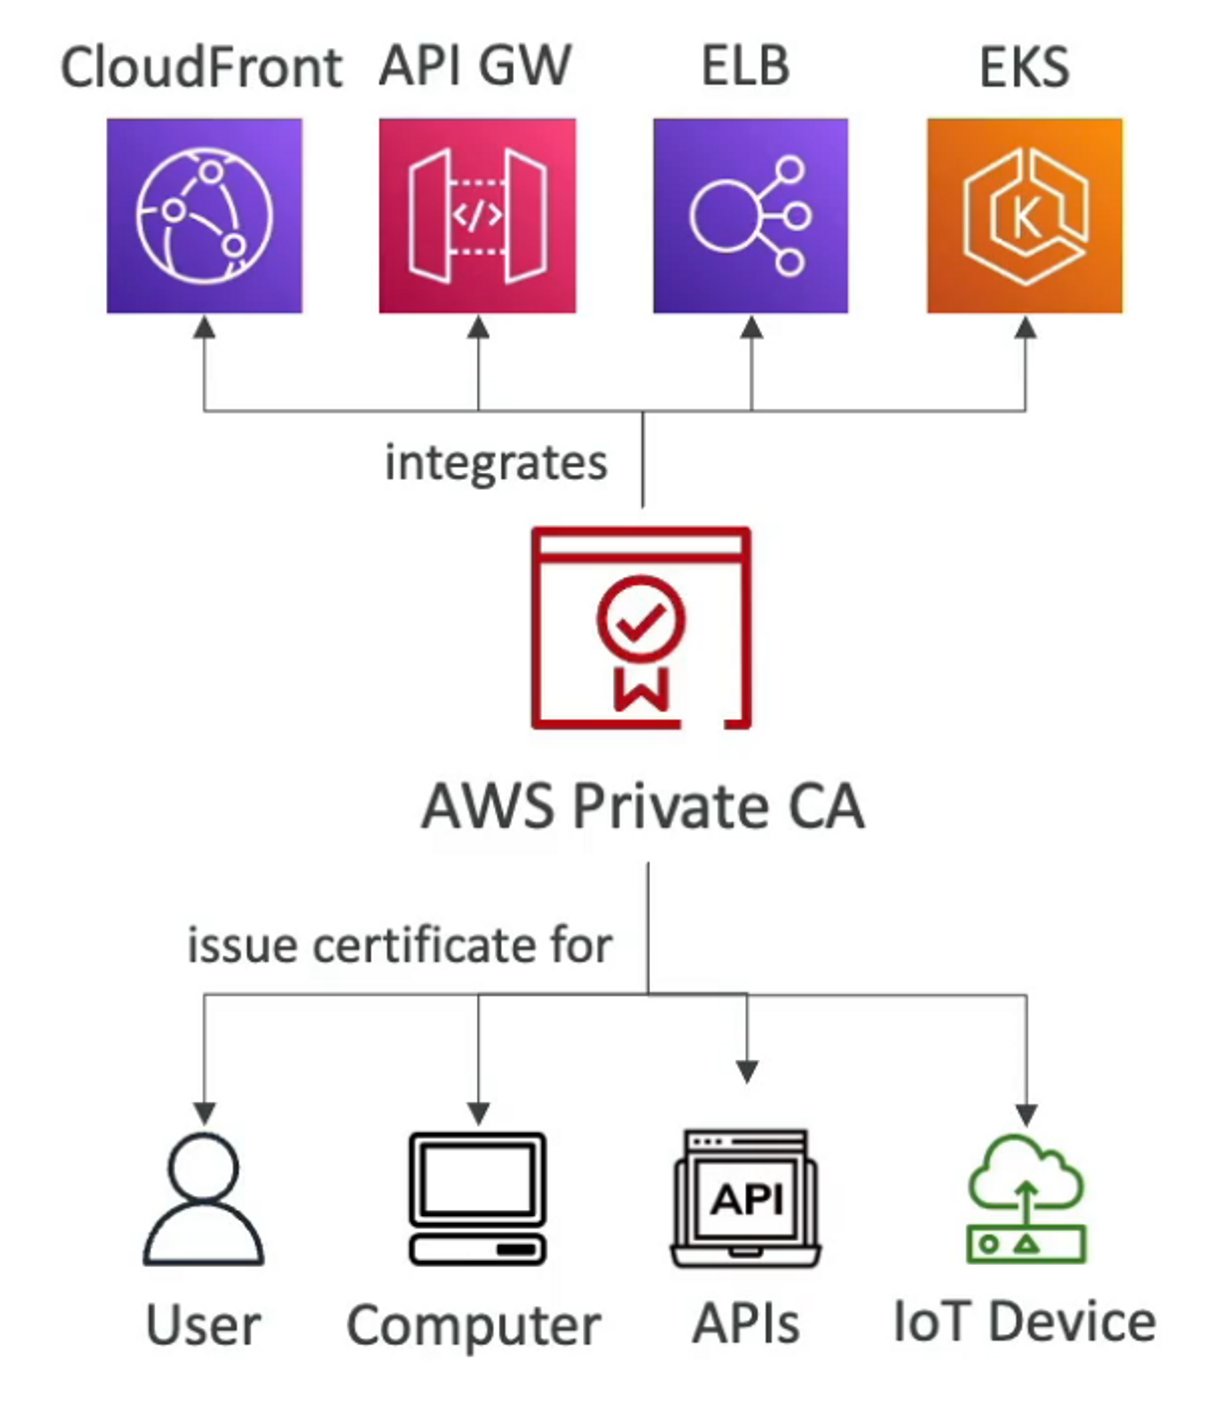 CloudFront API GW ELB EKS
</>
K
integrates
AWS Private CA
issue certificate for
API
User Computer APIs IoT Device